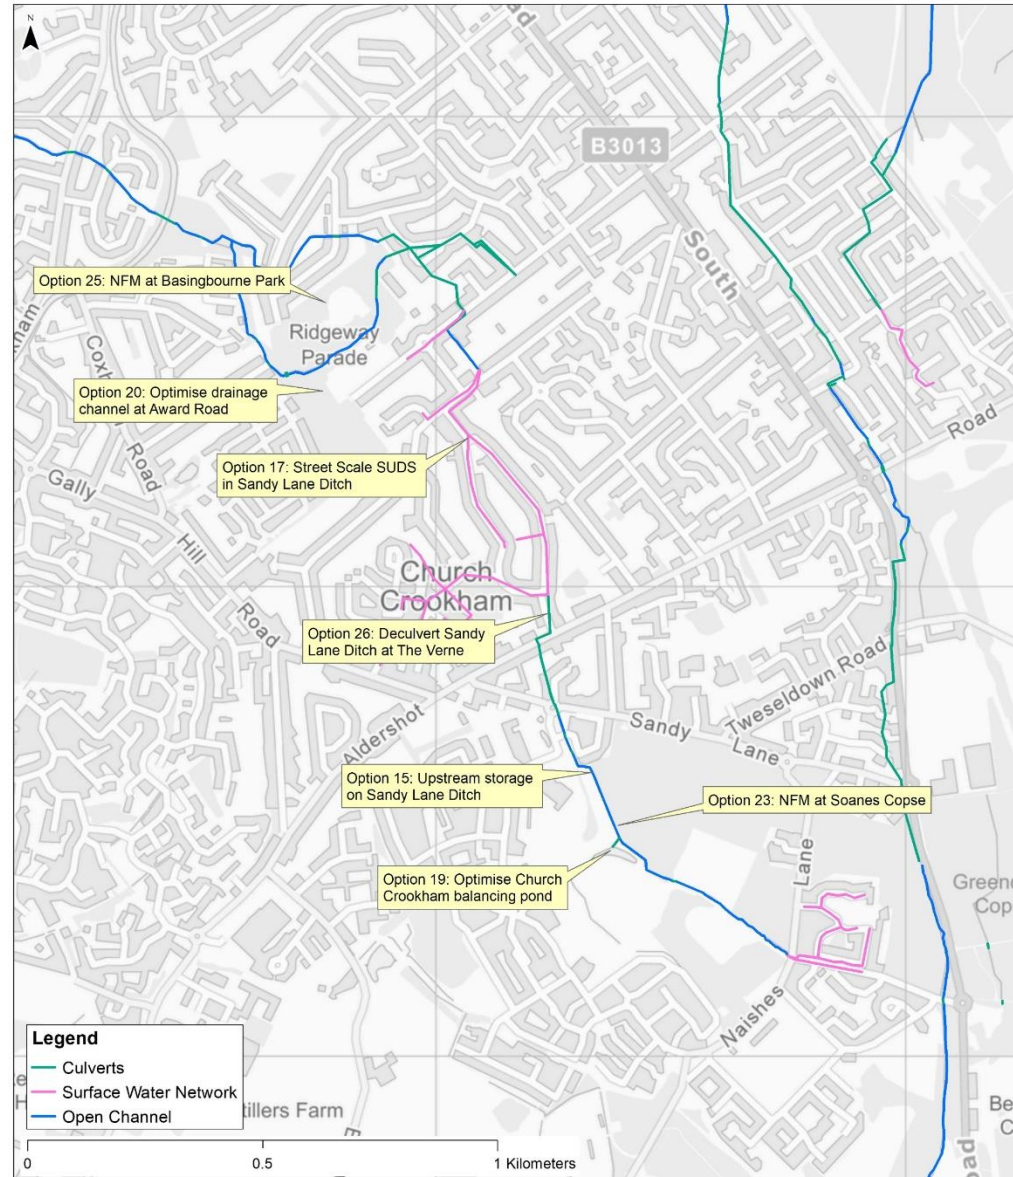 N
ad
B3013
South
Option 25: NFM at Basingbourne Park
Ridgeway
Parade
Option 20: Optimise drainage
channel at Award Road
Road
Option 17: Street Scale SUDS
in Sandy Lane Ditch
Gally
Hill
Road
Road
Church
Crookham
Option 26: Deculvert Sandy
Lane Ditch at The Verne
Aldershot
Sandy
Lane
Tweseldown Road
Option 15: Upstream storage
on Sandy Lane Ditch
Option 23: NFM at Soanes Copse
Option 19: Optimise Church
Crookham balancing pond
Lane
Naishes
Legend
Culverts
Surface Water Network
Open Channel
tillers Farm
0
0.5
1 Kilometers